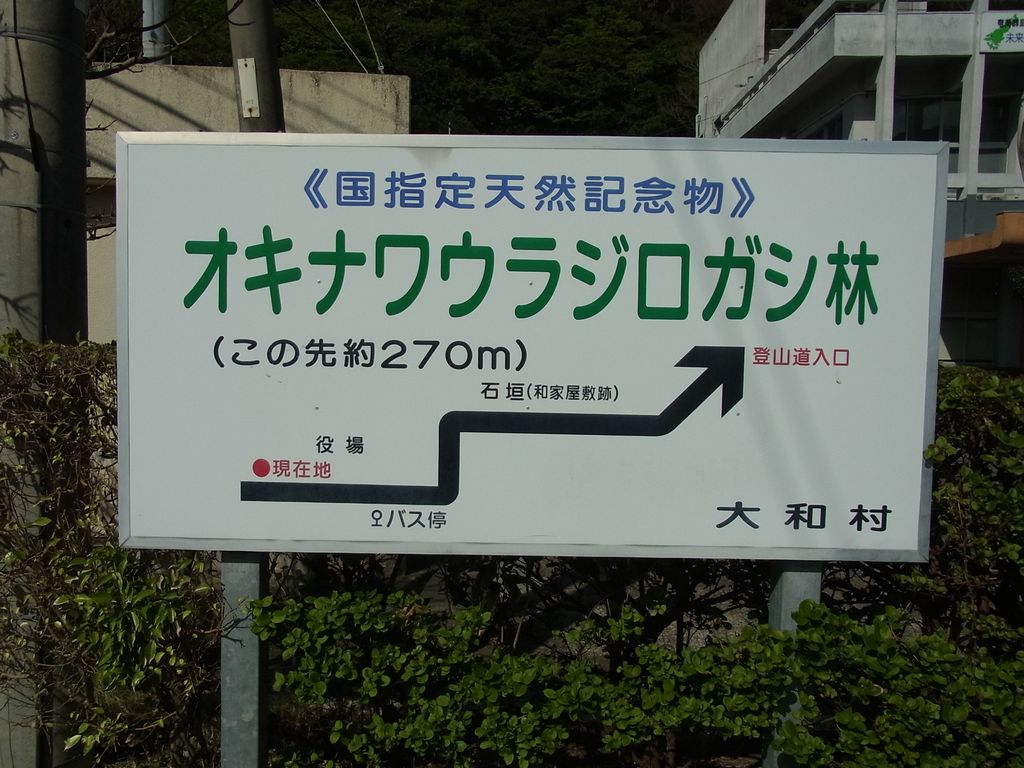 《国指定天然記念物》
オキナワウラジロガシ林
(この先約270m)
登山道入口
石垣(和家屋敷跡)
役場
現在地
バス停
大和村
未来